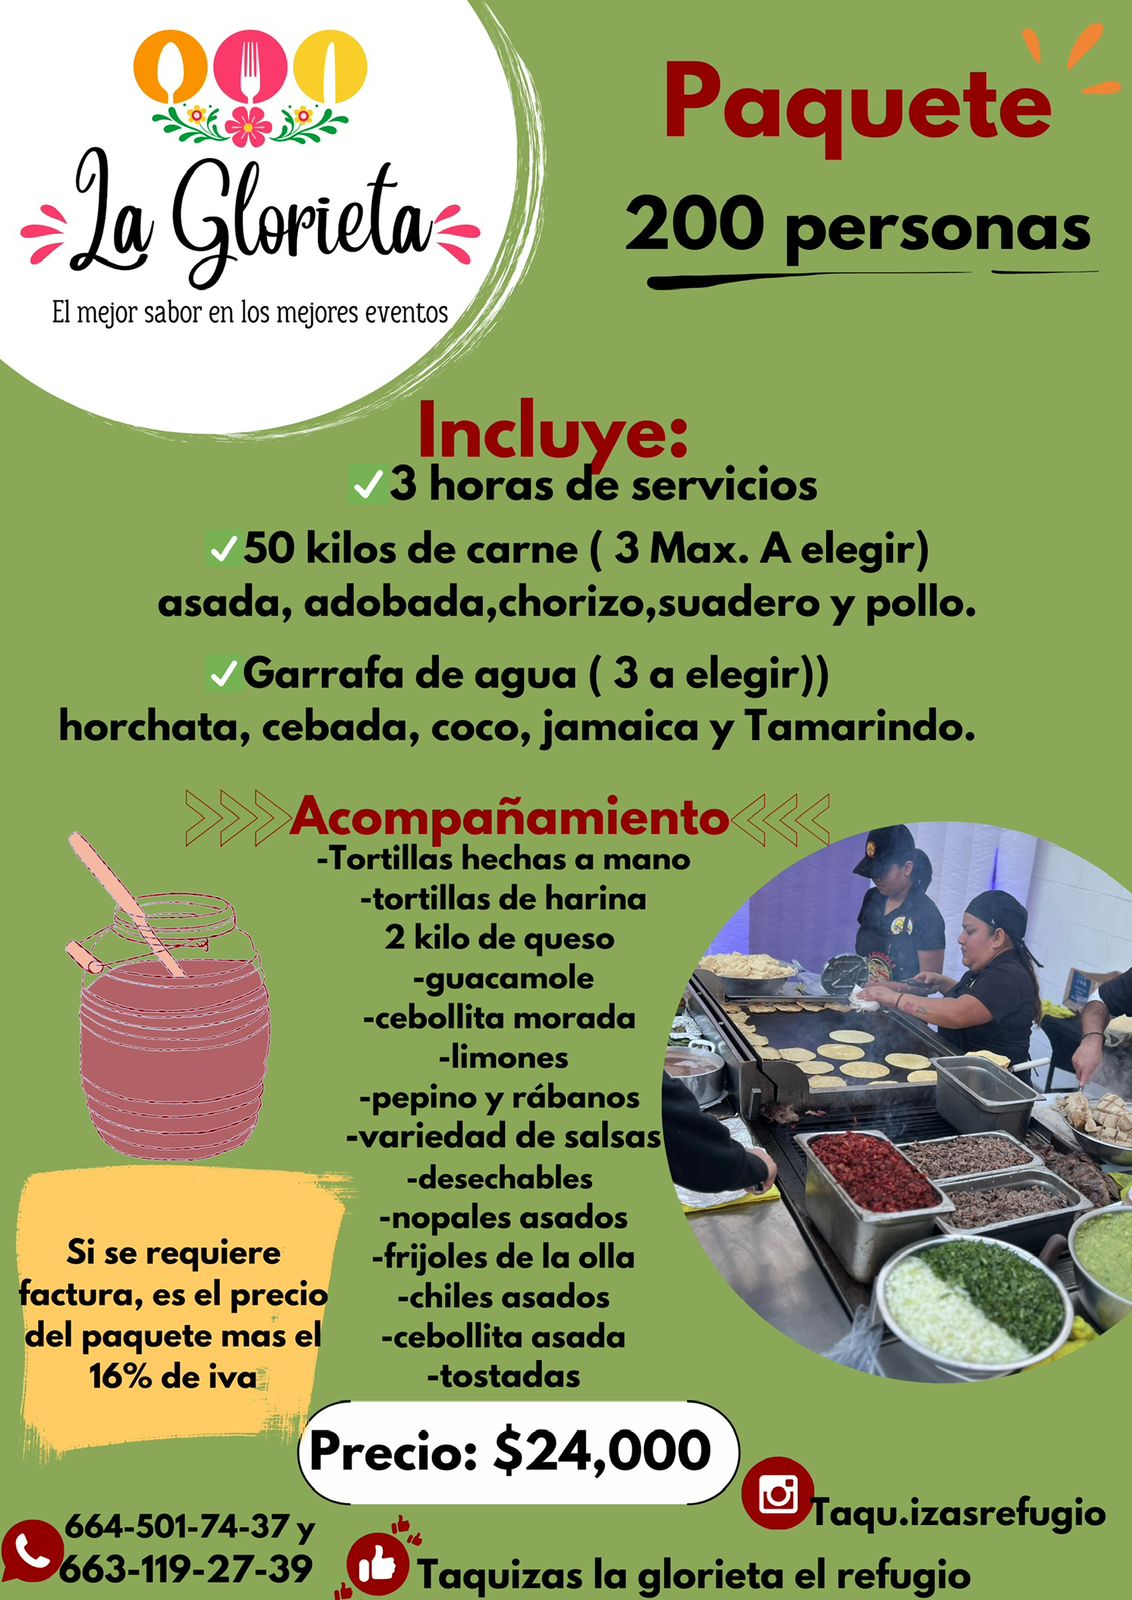 La Glorieta
El mejor sabor en los mejores eventos
Paquete
200 personas
Incluye:
✅3 horas de servicios
✅50 kilos de carne ( 3 Max. A elegir)
asada, adobada,chorizo,suadero y pollo.
✅Garrafa de agua ( 3 a elegir))
horchata, cebada, coco, jamaica y Tamarindo.
Acompañamiento
-Tortillas hechas a mano
-tortillas de harina
2 kilo de queso
-guacamole
-cebollita morada
-limones
-pepino y rábanos
-variedad de salsas
-desechables
-nopales asados
-frijoles de la olla
-chiles asados
-cebollita asada
-tostadas
Si se requiere
factura, es el precio
del paquete mas el
16% de iva
Precio: $24,000
664-501-74-37 y
663-119-27-39
Taqu.izasrefugio
Taquizas la glorieta el refugio